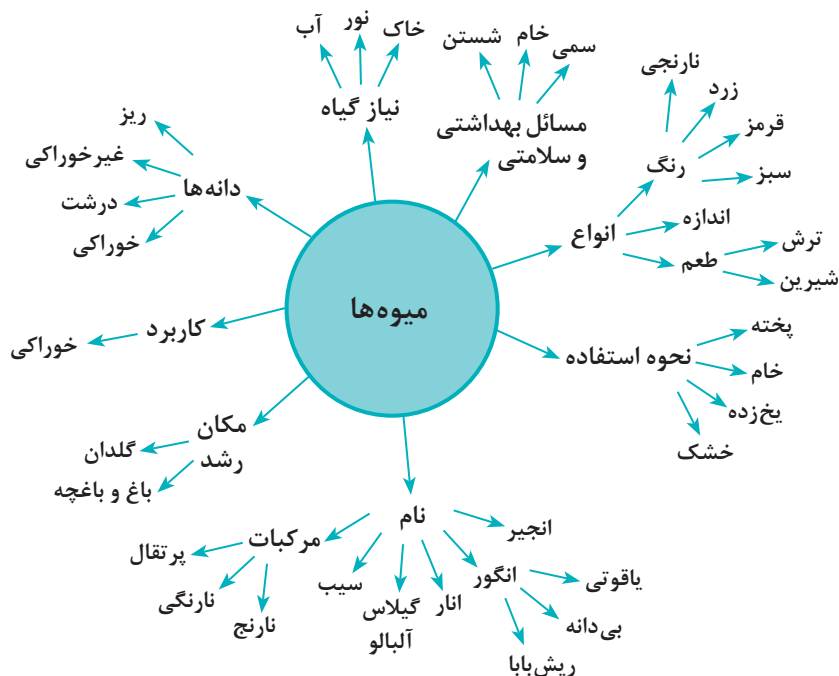 میوه‌ها
نیاز گیاه
خاک
نور
آب
مسائل بهداشتی
و سلامتی
سمی
خام
شستن
انواع
رنگ
نارنجی
زرد
قرمز
سبز
اندازه
طعم
ترش
شیرین
نحوه استفاده
پخته
خام
یخ‌زده
خشک
نام
انجیر
انگور
یاقوتی
بی‌دانه
ریش‌بابا
انار
گیلاس
آلبالو
سیب
مرکبات
پرتقال
نارنگی
نارنج
مکان
رشد
گلدان
باغ و باغچه
کاربرد
خوراکی
دانه‌ها
ریز
غیرخوراکی
درشت
خوراکی